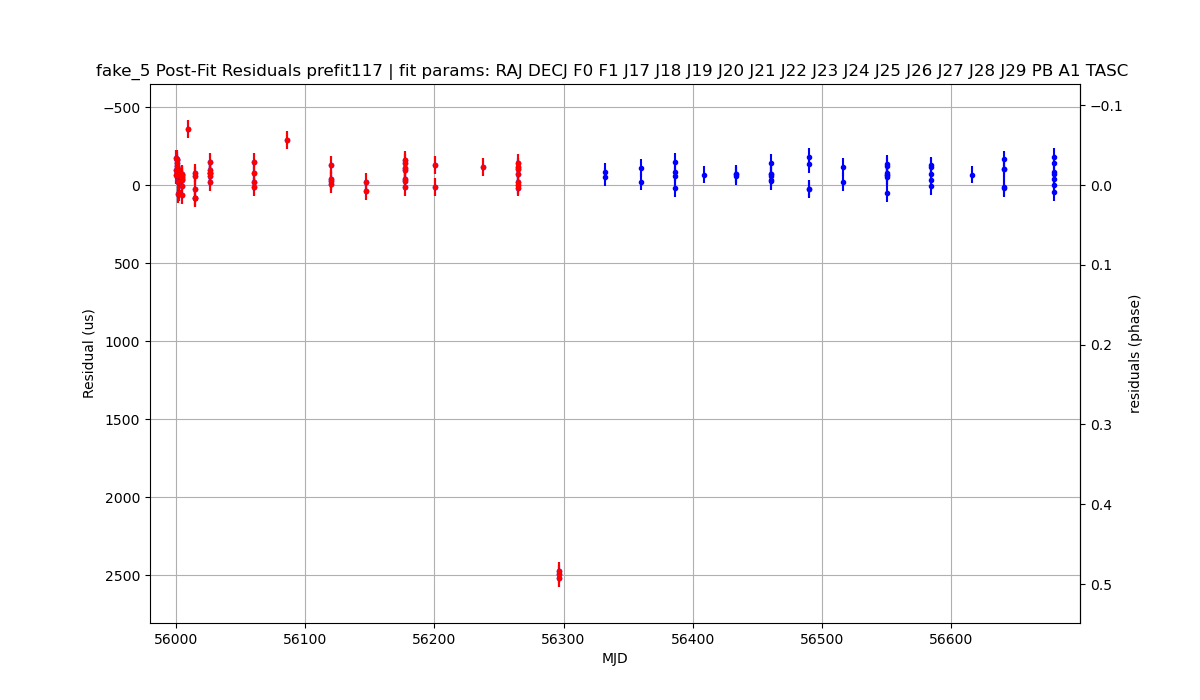 fake_5 Post-Fit Residuals prefit117 | fit params: RAJ DECJ F0 F1 J17 J18 J19 J20 J21 J22 J23 J24 J25 J26 J27 J28 J29 PB A1 TASC
−500
0
500
1000
1500
2000
2500
Residual (us)
−0.1
0.0
0.1
0.2
0.3
0.4
0.5
residuals (phase)
56000 56100 56200 56300 56400 56500 56600
MJD